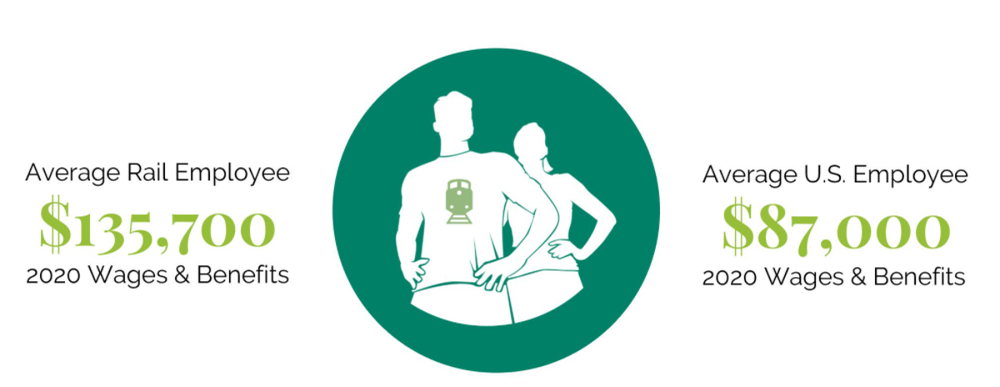 Average Rail Employee
$135,700
2020 Wages & Benefits
Average U.S. Employee
$87,000
2020 Wages & Benefits